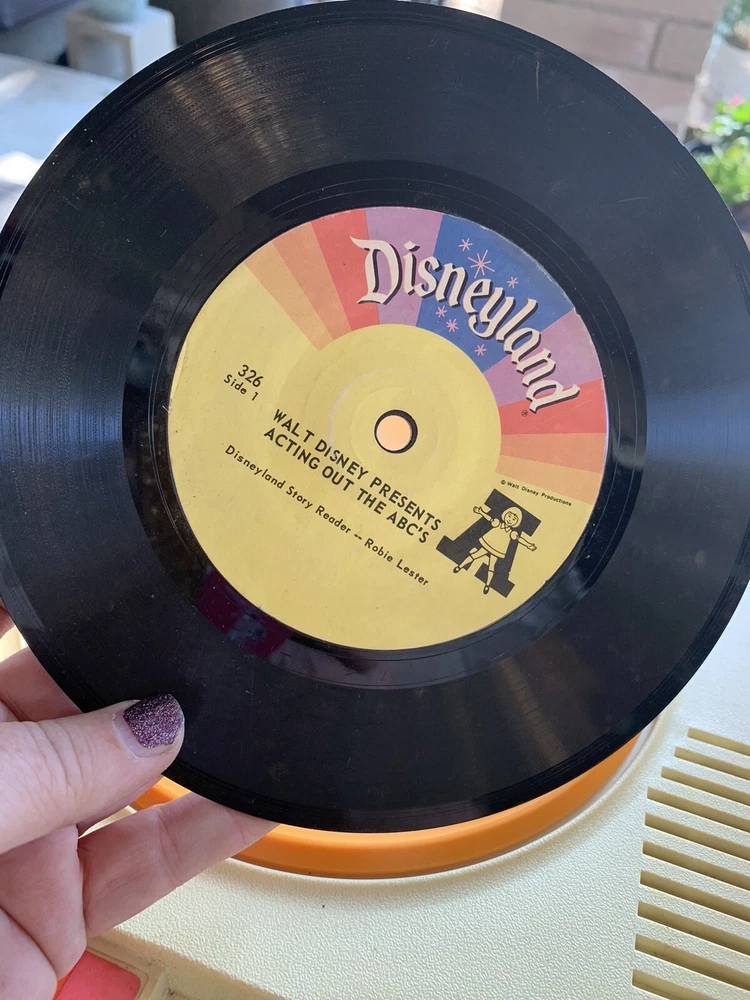 Disneyland
®
326
Side 1
WALT DISNEY PRESENTS
ACTING OUT THE ABC'S
Disneyland Story Reader -- Robie Lester
© Walt Disney Productions
A